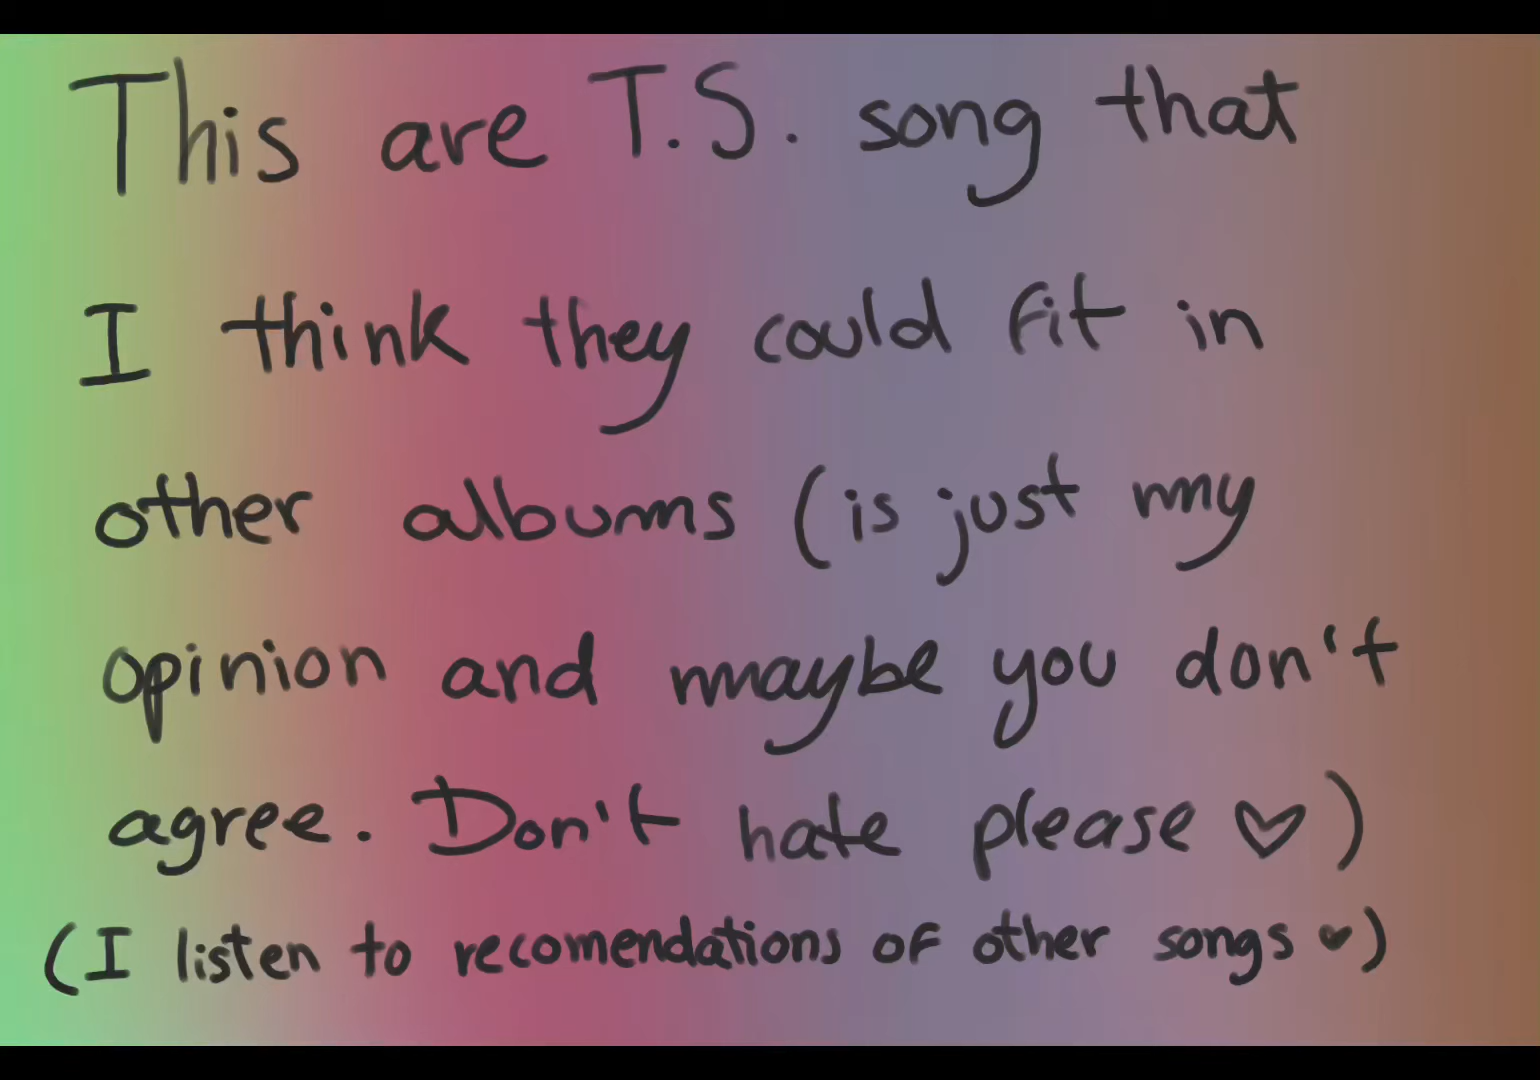 This are T.S. song that
I think they could fit in
other albums (is just my
opinion and maybe you don't
agree. Don't hate please ♡)
(I listen to recomendations of other songs ♥)